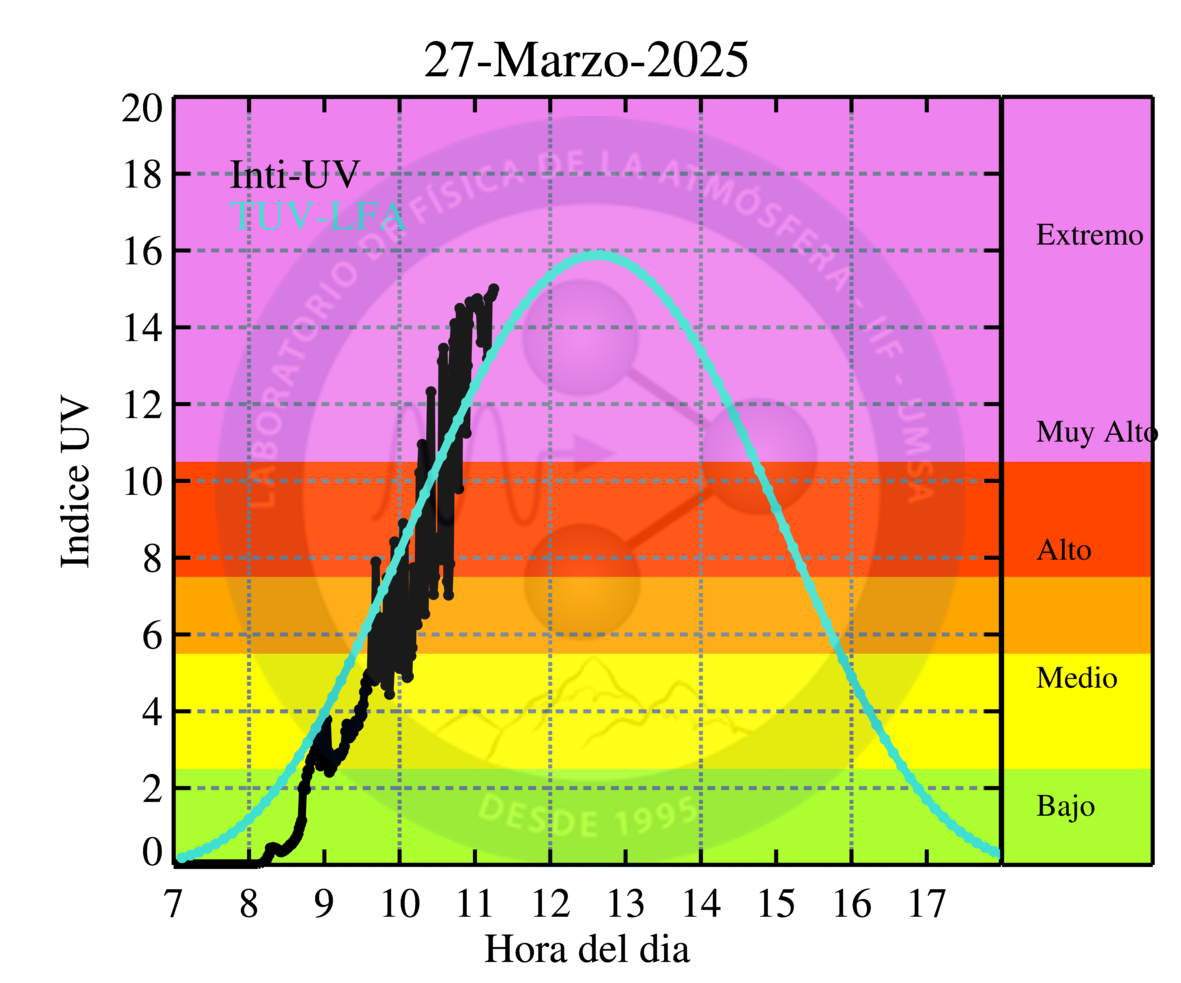 27-Marzo-2025
Inti-UV
TUV-LFA
LABORATORIO DE FÍSICA DE LA ATMÓSFERA - IIF - UMSA
DESDE 1995
Indice UV
20
18
16
14
12
10
8
6
4
2
0
Extremo
Muy Alto
Alto
Medio
Bajo
7 8 9 10 11 12 13 14 15 16 17
Hora del dia